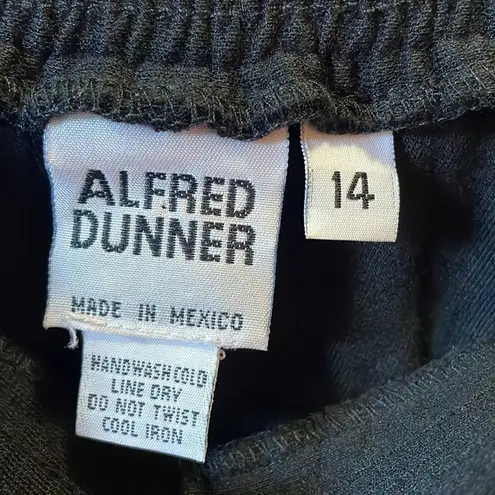 ALFRED
DUNNER
MADE IN MEXICO
14
HANDWASH COLD
LINE DRY
DO NOT TWIST
COOL IRON